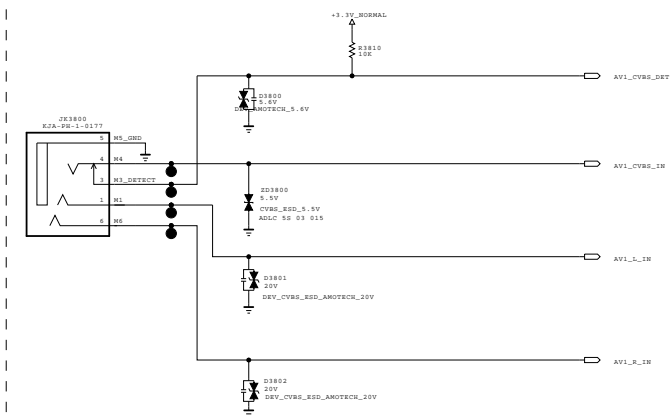 +3.3V_NORMAL
R3810
10K
AV1_CVBS_DET
D3800
5.6V
DEV_AMOTECH_5.6V
JK3800
KJA-PH-1-0177
5 M5_GND
4 M4
AV1_CVBS_IN
3 M3_DETECT
ZD3800
5.5V
CVBS_ESD_5.5V
ADLC 5S 03 015
1 M1
6 M6
AV1_L_IN
D3801
20V
DEV_CVBS_ESD_AMOTECH_20V
AV1_R_IN
D3802
20V
DEV_CVBS_ESD_AMOTECH_20V